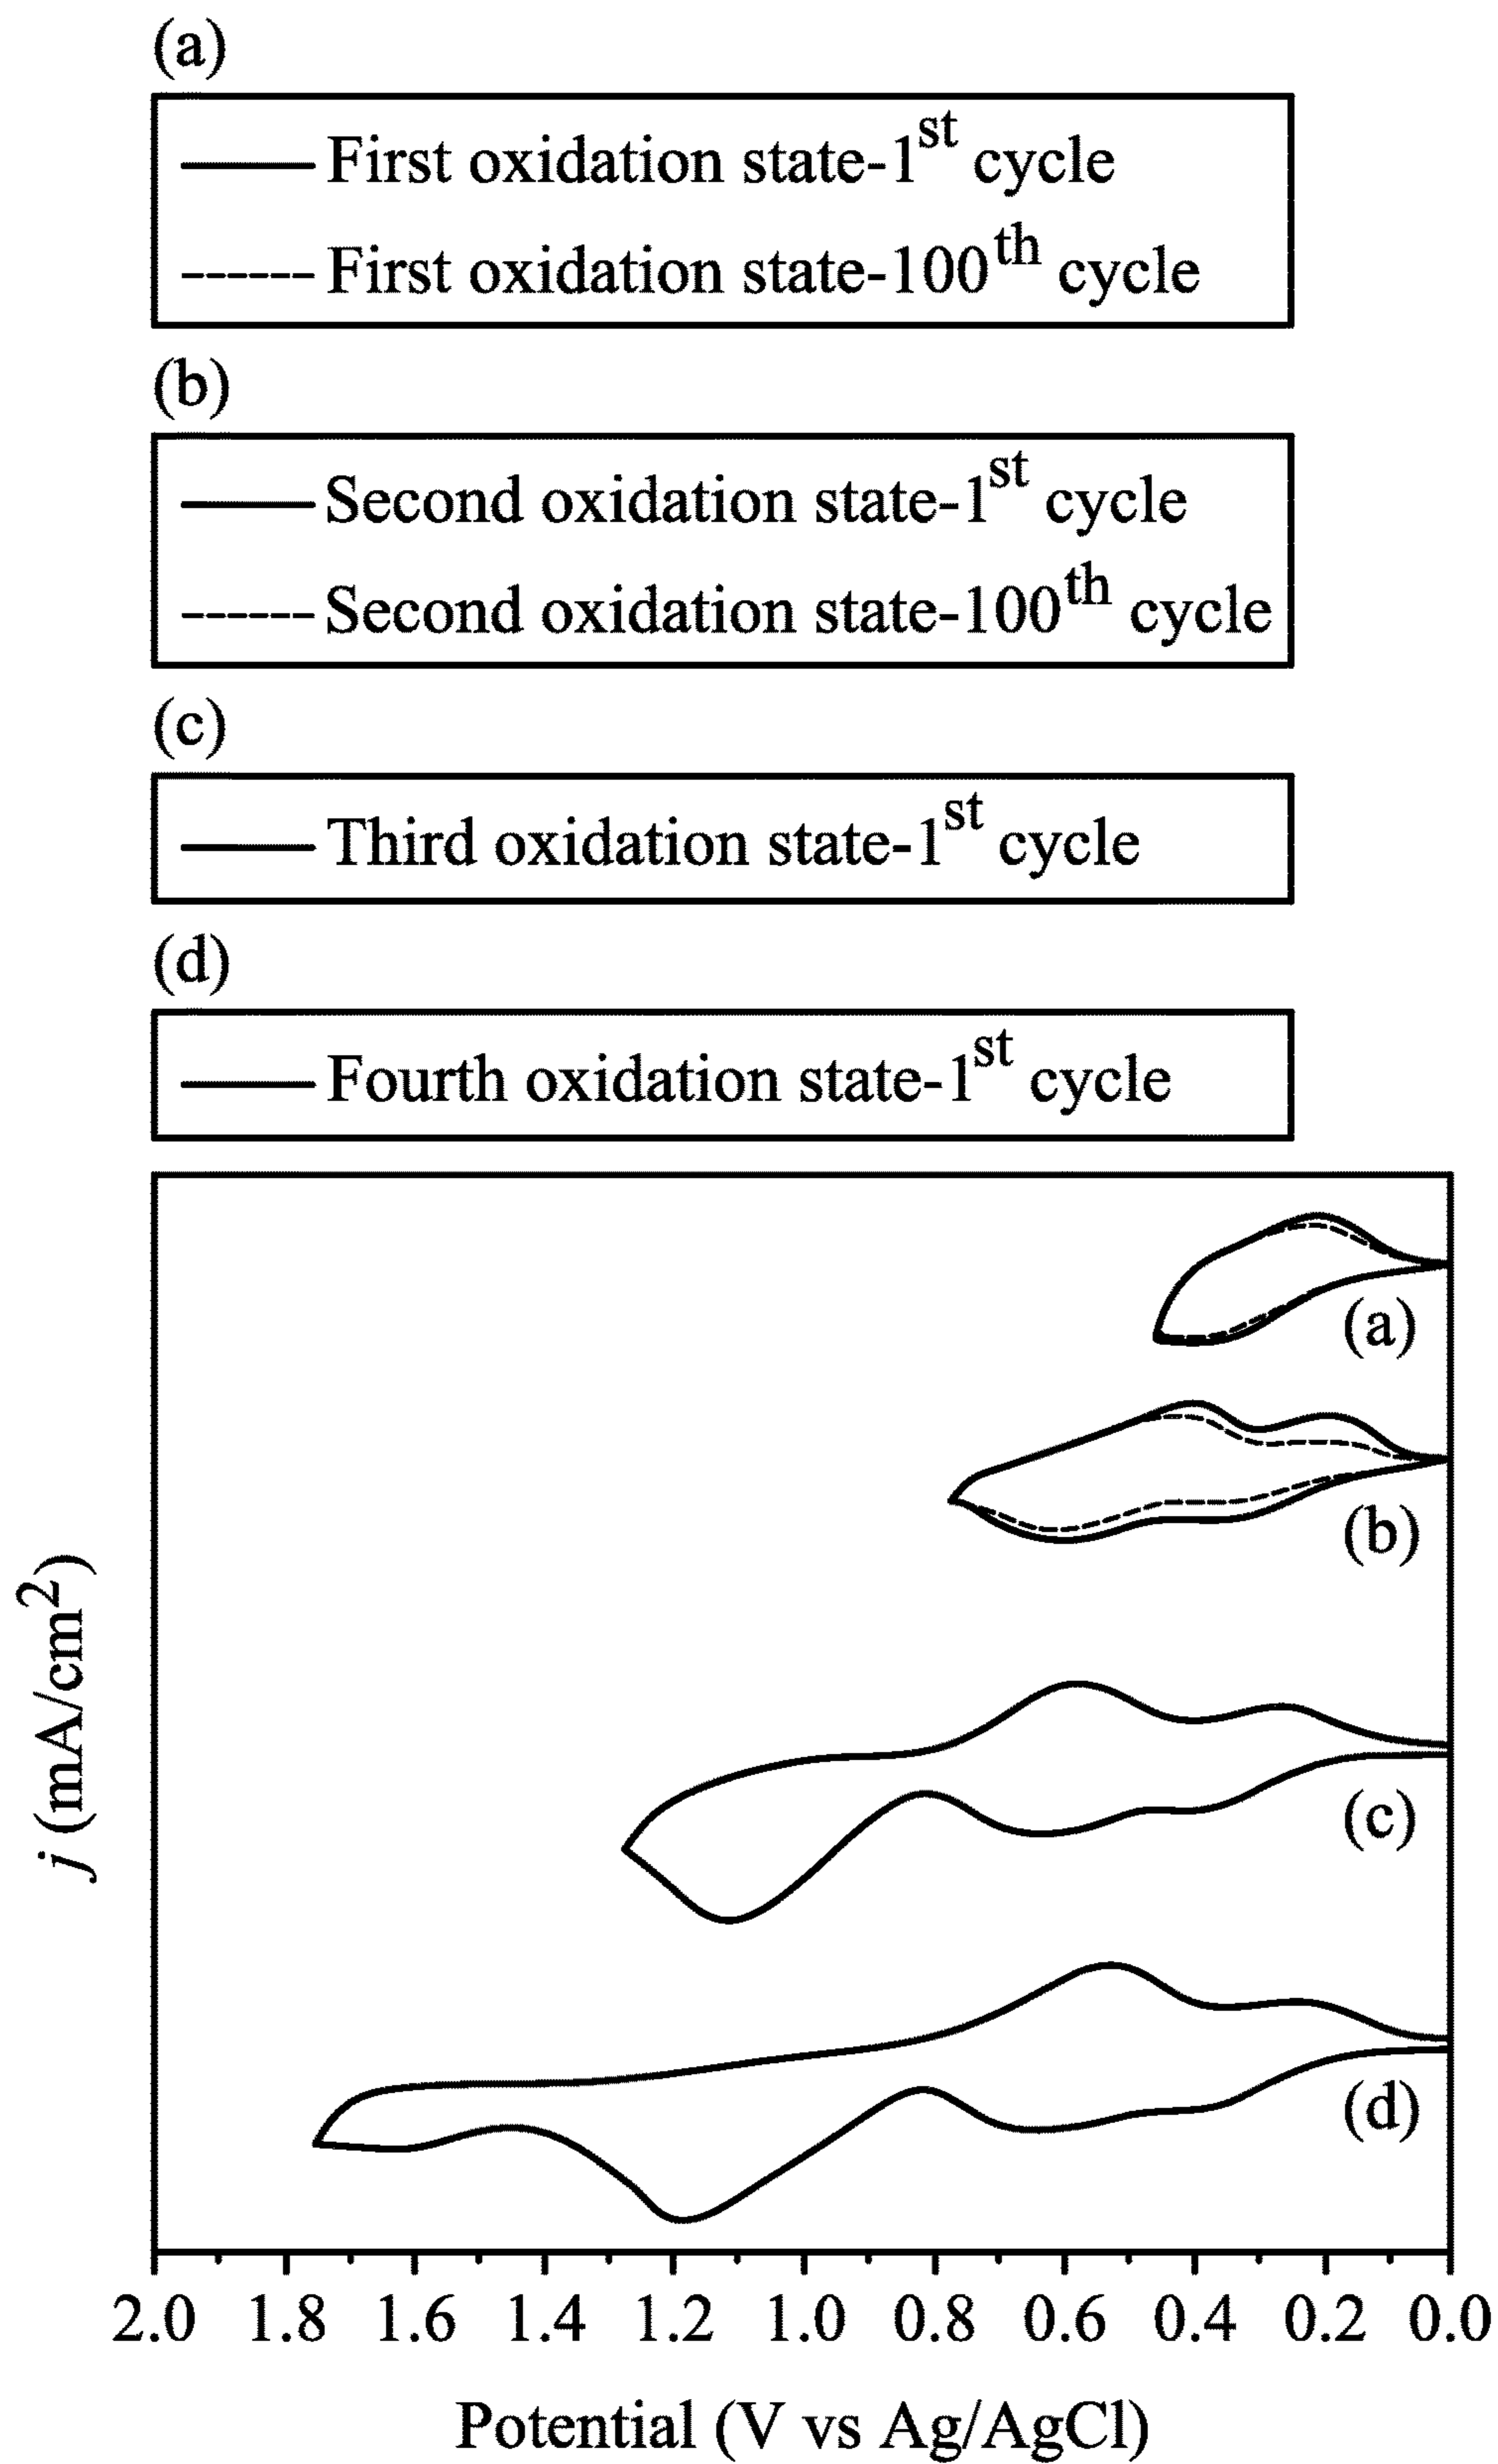 (a)
First oxidation state-1st cycle
First oxidation state-100th cycle
(b)
Second oxidation state-1st cycle
Second oxidation state-100th cycle
(c)
Third oxidation state-1st cycle
(d)
Fourth oxidation state-1st cycle
(a)
(b)
(c)
(d)
j (mA/cm2)
2.0 1.8 1.6 1.4 1.2 1.0 0.8 0.6 0.4 0.2 0.0
Potential (V vs Ag/AgCl)